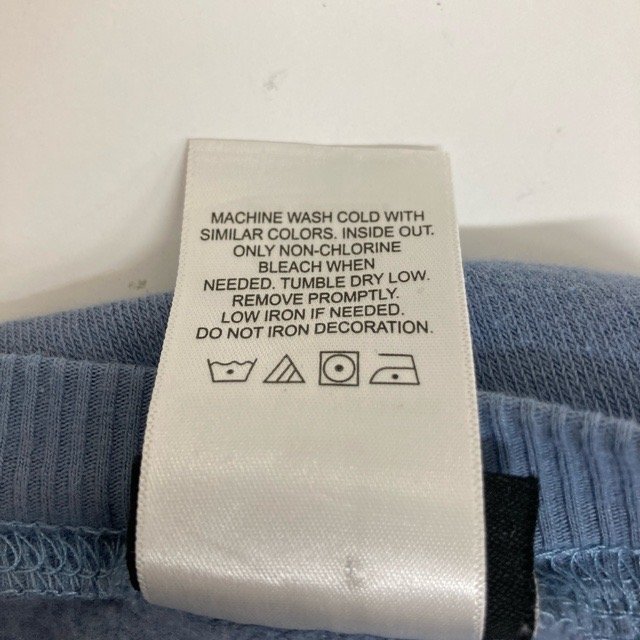 MACHINE WASH COLD WITH
SIMILAR COLORS. INSIDE OUT.
ONLY NON-CHLORINE
BLEACH WHEN
NEEDED. TUMBLE DRY LOW.
REMOVE PROMPTLY.
LOW IRON IF NEEDED.
DO NOT IRON DECORATION.